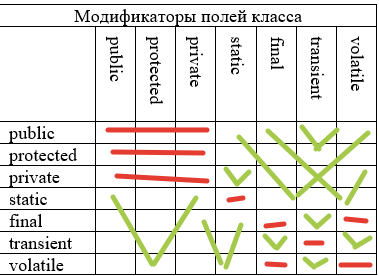 Модификаторы полей класса
public
protected
private
static
final
transient
volatile
public
protected
private
static
final
transient
volatile